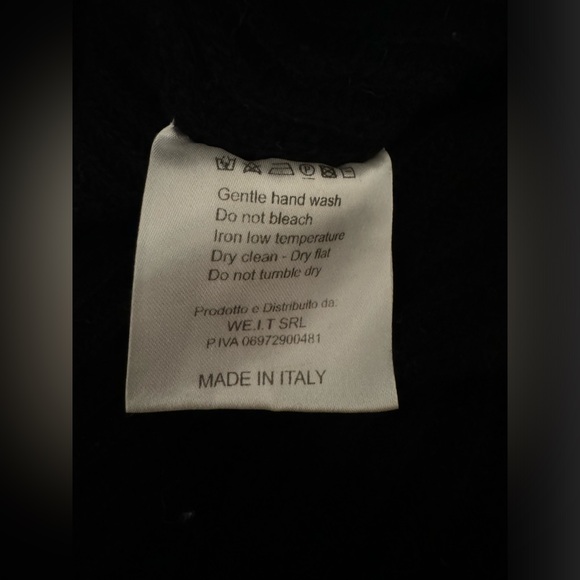 Gentle hand wash
Do not bleach
Iron low temperature
Dry clean - Dry flat
Do not tumble dry
Prodotto e Distribuito da:
WE.I.T SRL
P.IVA 06972900481
MADE IN ITALY